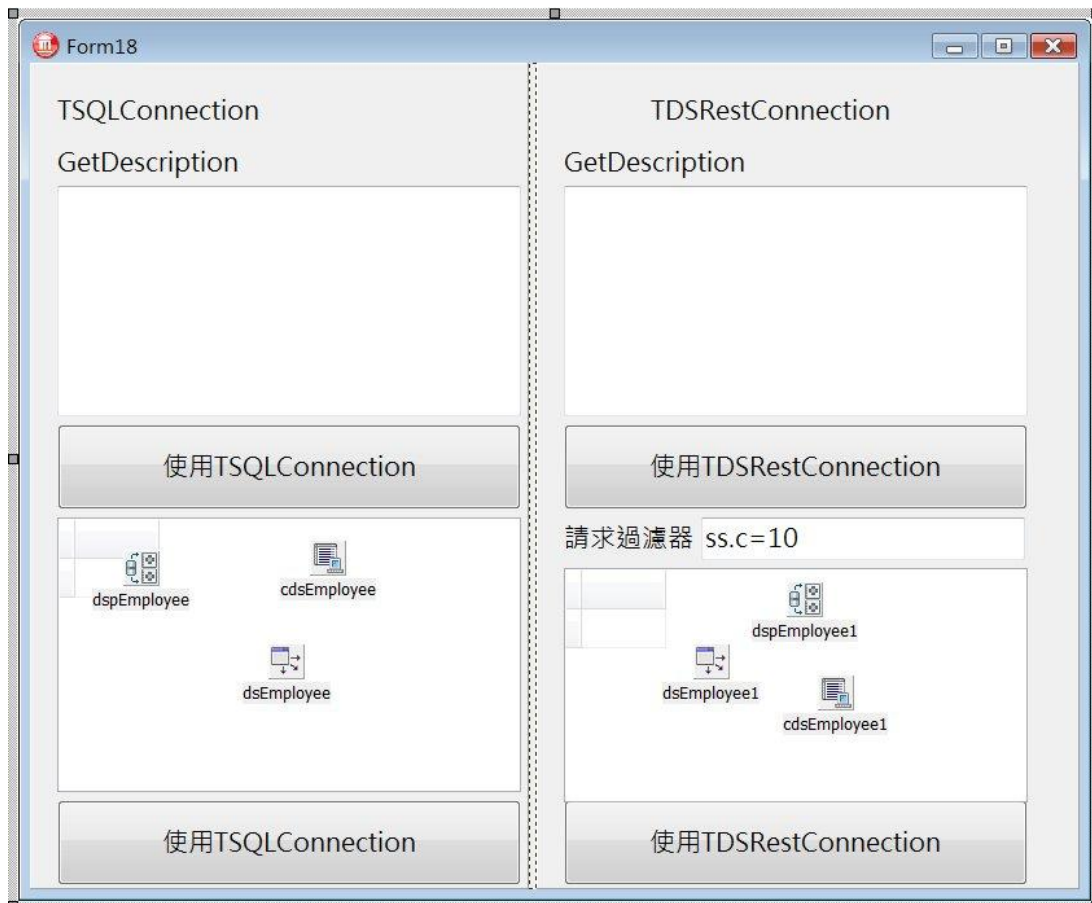 Form18
TSQLConnection
GetDescription
使用TSQLConnection
dspEmployee
cdsEmployee
dsEmployee
使用TSQLConnection
TDSRestConnection
GetDescription
使用TDSRestConnection
請求過濾器 ss.c=10
dspEmployee1
dsEmployee1
cdsEmployee1
使用TDSRestConnection